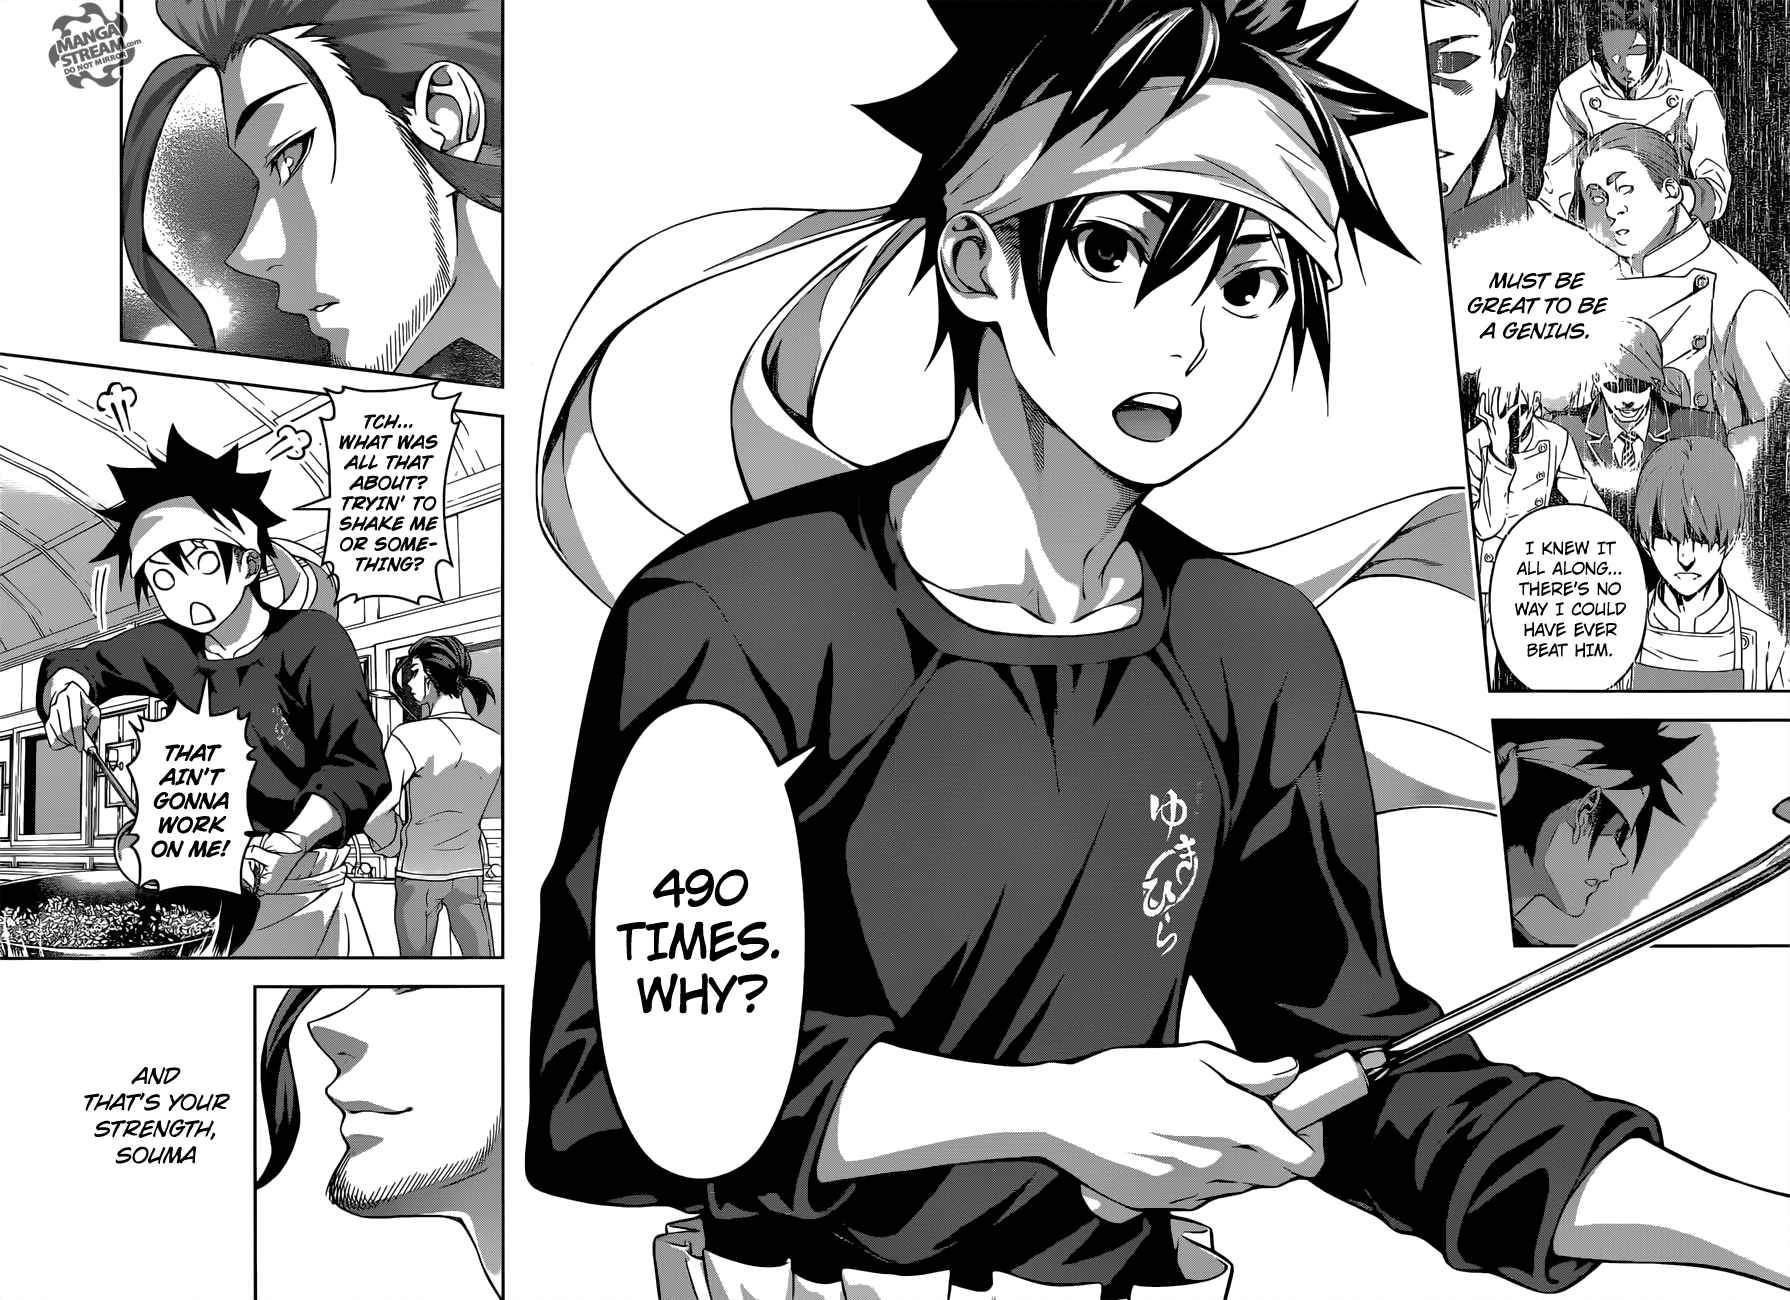 MUST BE
GREAT TO BE
A GENIUS.
I KNEW IT
ALL ALONG...
THERE'S NO
WAY I COULD
HAVE EVER
BEAT HIM.
490
TIMES.
WHY?
ゆきひら
MANGA
STREAM.com
DO NOT MIRROR
TCH...
WHAT WAS
ALL THAT
ABOUT?
TRYIN' TO
SHAKE ME
OR SOME-
THING?
THAT
AIN'T
GONNA
WORK
ON ME!
AND
THAT'S YOUR
STRENGTH,
SOUMA